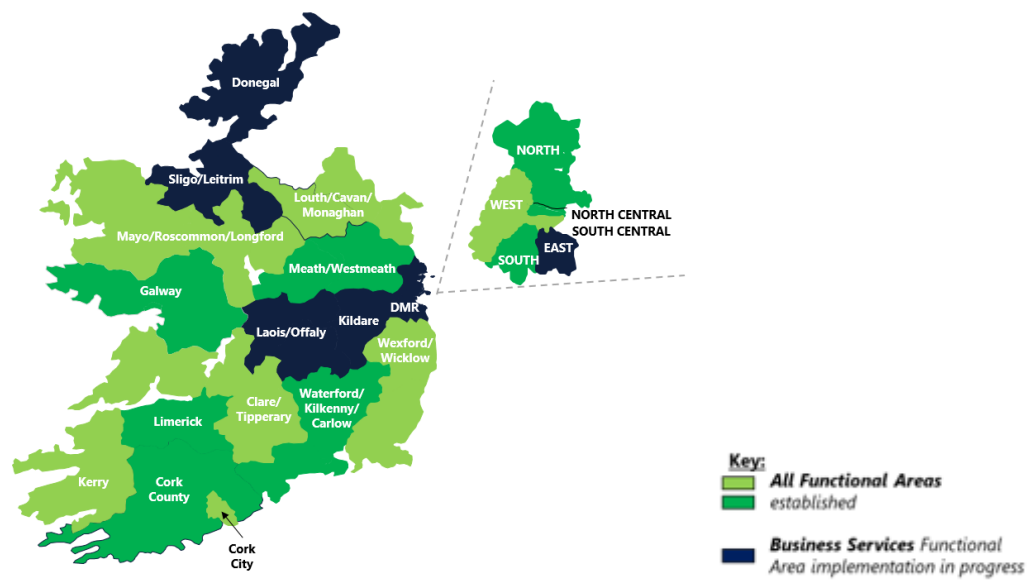 Donegal
Sligo/Leitrim
Louth/Cavan/
Monaghan
Mayo/Roscommon/Longford
Meath/Westmeath
Galway
DMR
Kildare
Laois/Offaly
Wexford/
Wicklow
Clare/
Tipperary
Waterford/
Kilkenny/
Carlow
Limerick
Kerry
Cork
County
Cork
City
NORTH
WEST
NORTH CENTRAL
SOUTH CENTRAL
EAST
SOUTH
Key:
All Functional Areas
established
Business Services Functional
Area implementation in progress